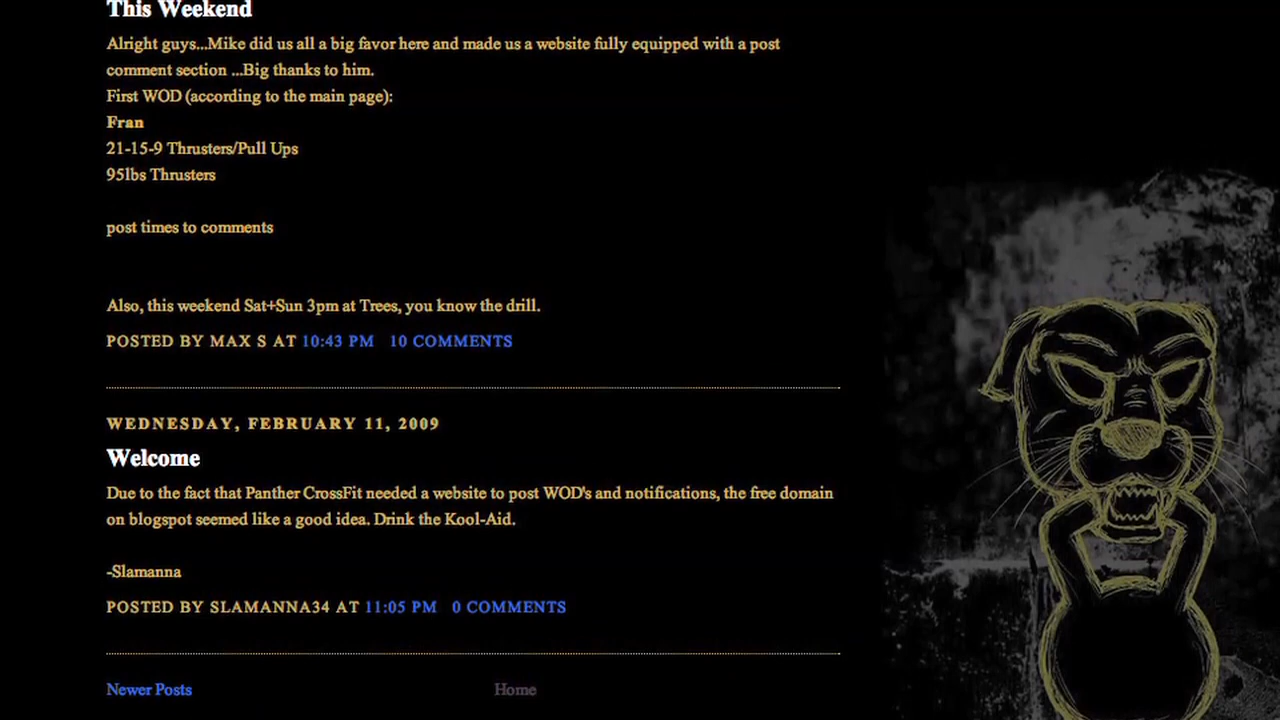 This Weekend
Alright guys...Mike did us all a big favor here and made us a website fully equipped with a post
comment section ...Big thanks to him.
First WOD (according to the main page):
Fran
21-15-9 Thrusters/Pull Ups
95lbs Thrusters
post times to comments
Also, this weekend Sat+Sun 3pm at Trees, you know the drill.
POSTED BY MAX S AT 10:43 PM 10 COMMENTS
WEDNESDAY, FEBRUARY 11, 2009
Welcome
Due to the fact that Panther CrossFit needed a website to post WOD's and notifications, the free domain
on blogspot seemed like a good idea. Drink the Kool-Aid.
-Slamanna
POSTED BY SLAMANNA34 AT 11:05 PM 0 COMMENTS
Newer Posts Home